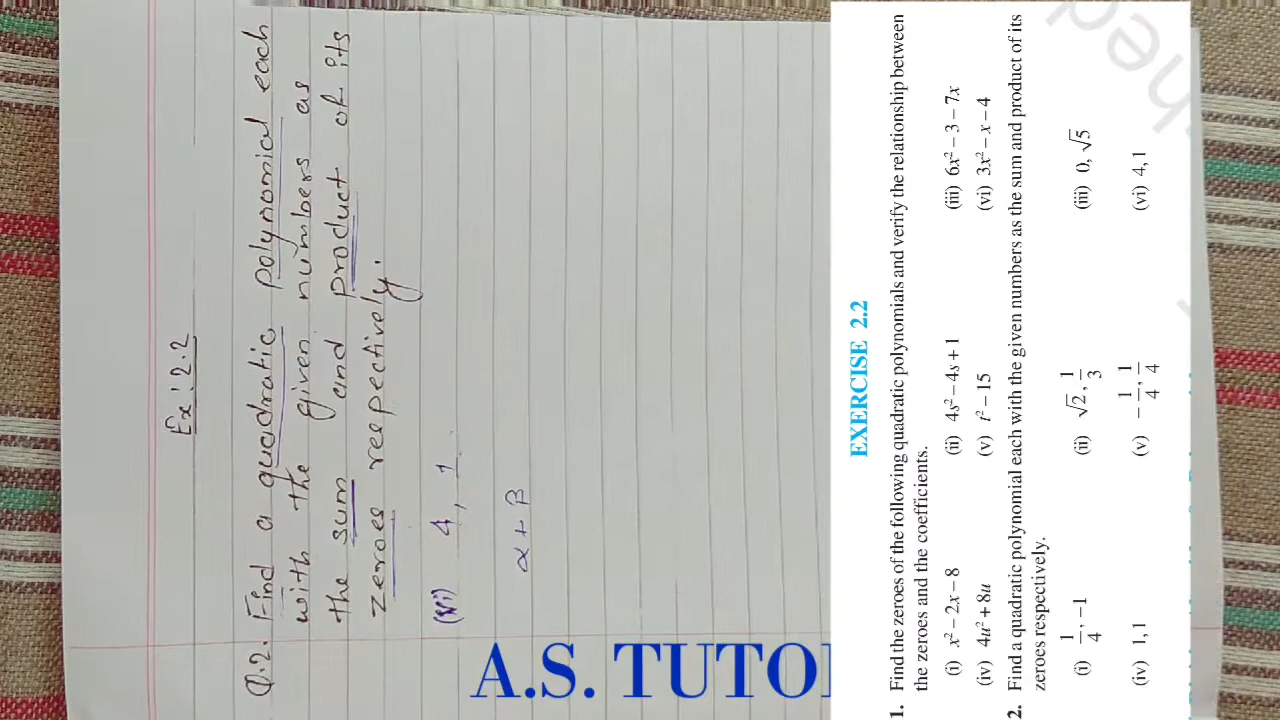 Ex: 2.2
Q.2. Find a quadratic polynomial each
with the given numbers as
the sum and product of its
zeroes respectively.
(vi) 4, 1
α + β
A.S. TUTO
EXERCISE 2.2
1. Find the zeroes of the following quadratic polynomials and verify the relationship between
the zeroes and the coefficients.
(i) x² – 2x – 8 (ii) 4s² – 4s + 1 (iii) 6x² – 3 – 7x
(iv) 4u² + 8u (v) t² – 15 (vi) 3x² – x – 4
2. Find a quadratic polynomial each with the given numbers as the sum and product of its
zeroes respectively.
(i) 1/4, –1 (ii) √2, 1/3 (iii) 0, √5
(iv) 1, 1 (v) –1/4, 1/4 (vi) 4, 1